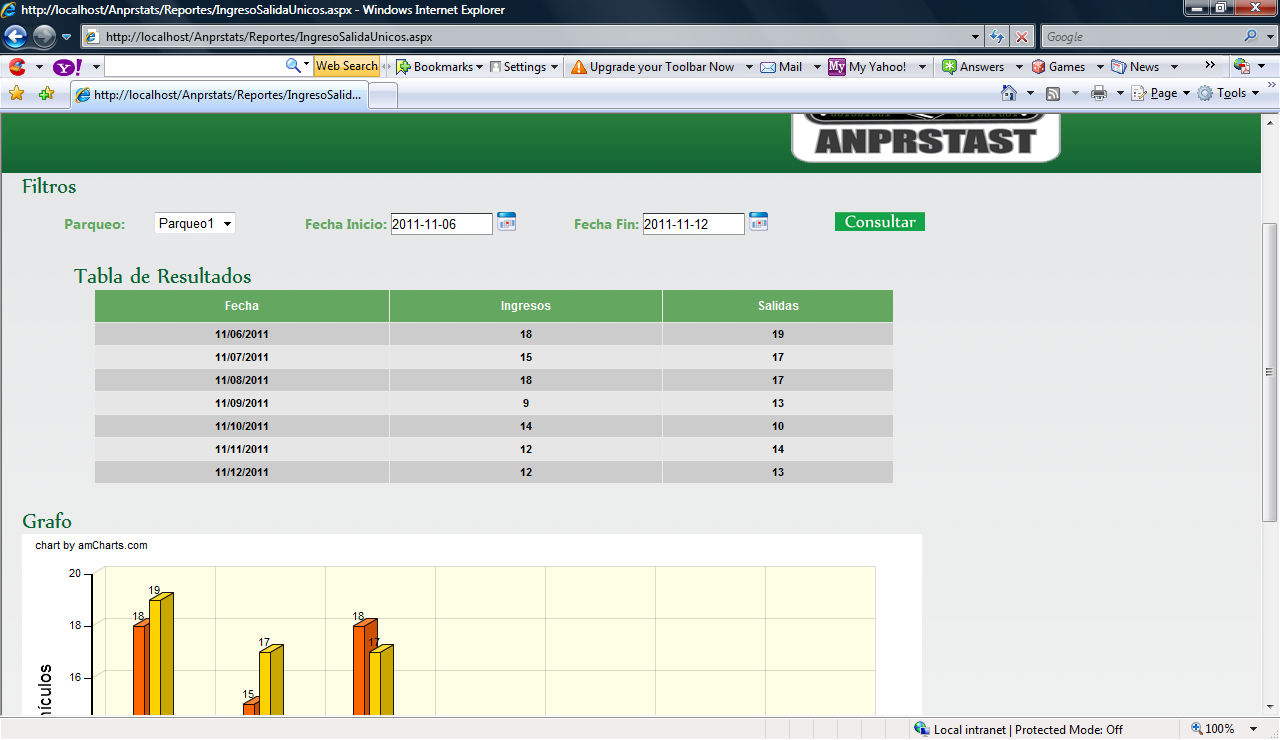 http://localhost/Anprstats/Reportes/IngresoSalidaUnicos.aspx - Windows Internet Explorer
http://localhost/Anprstats/Reportes/IngresoSalidaUnicos.aspx
Google
Y!
Web Search
Bookmarks
Settings
Upgrade your Toolbar Now
Mail
My
My Yahoo!
Answers
Games
News
http://localhost/Anprstats/Reportes/IngresoSalid...
Page
Tools
ANPRSTAST
Filtros
Parqueo: Parqueo1 Fecha Inicio: 2011-11-06 Fecha Fin: 2011-11-12 Consultar
Tabla de Resultados
Fecha Ingresos Salidas
11/06/2011 18 19
11/07/2011 15 17
11/08/2011 18 17
11/09/2011 9 13
11/10/2011 14 10
11/11/2011 12 14
11/12/2011 12 13
Grafo
chart by amCharts.com
20
19
18 18 18
17 17
16
15
Local intranet | Protected Mode: Off
100%